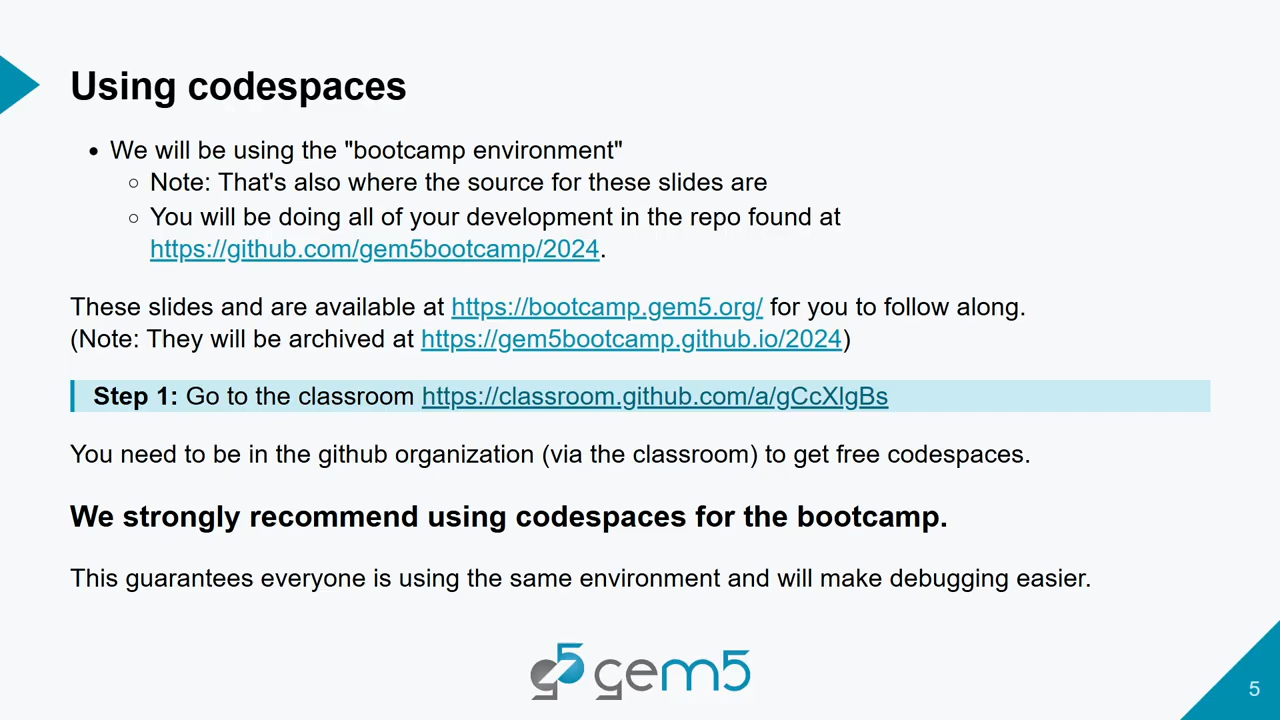 Using codespaces
We will be using the "bootcamp environment"
Note: That's also where the source for these slides are
You will be doing all of your development in the repo found at
https://github.com/gem5bootcamp/2024.
These slides and are available at https://bootcamp.gem5.org/ for you to follow along.
(Note: They will be archived at https://gem5bootcamp.github.io/2024)
Step 1: Go to the classroom https://classroom.github.com/a/gCcXlgBs
You need to be in the github organization (via the classroom) to get free codespaces.
We strongly recommend using codespaces for the bootcamp.
This guarantees everyone is using the same environment and will make debugging easier.
g5 gem5
5